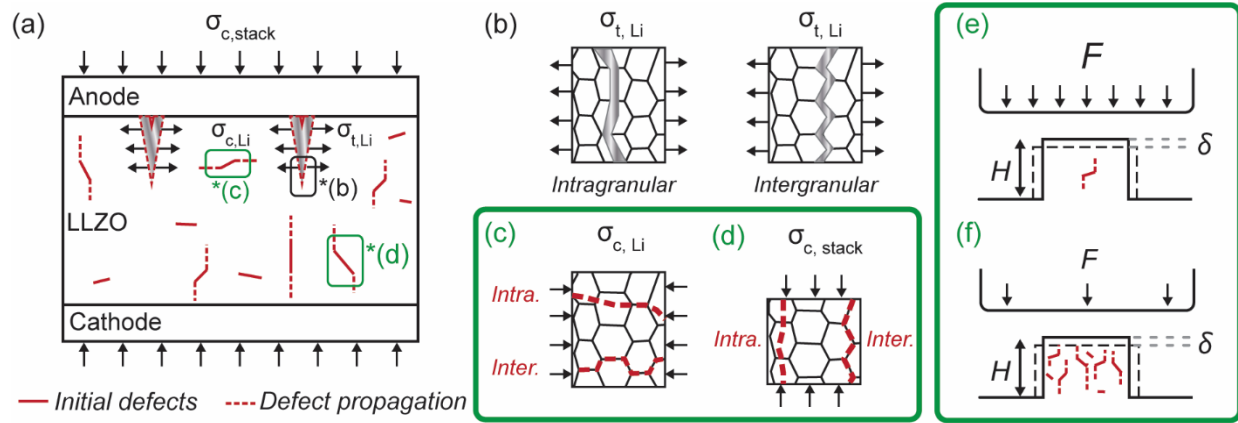 (a)
σc,stack
Anode
σc,Li
σt,Li
*(c)
*(b)
LLZO
*(d)
Cathode
Initial defects
Defect propagation
(b)
σt, Li
σt, Li
Intragranular
Intergranular
(c)
σc, Li
Intra.
Inter.
(d)
σc, stack
Intra.
Inter.
(e)
F
H
δ
(f)
F
H
δ